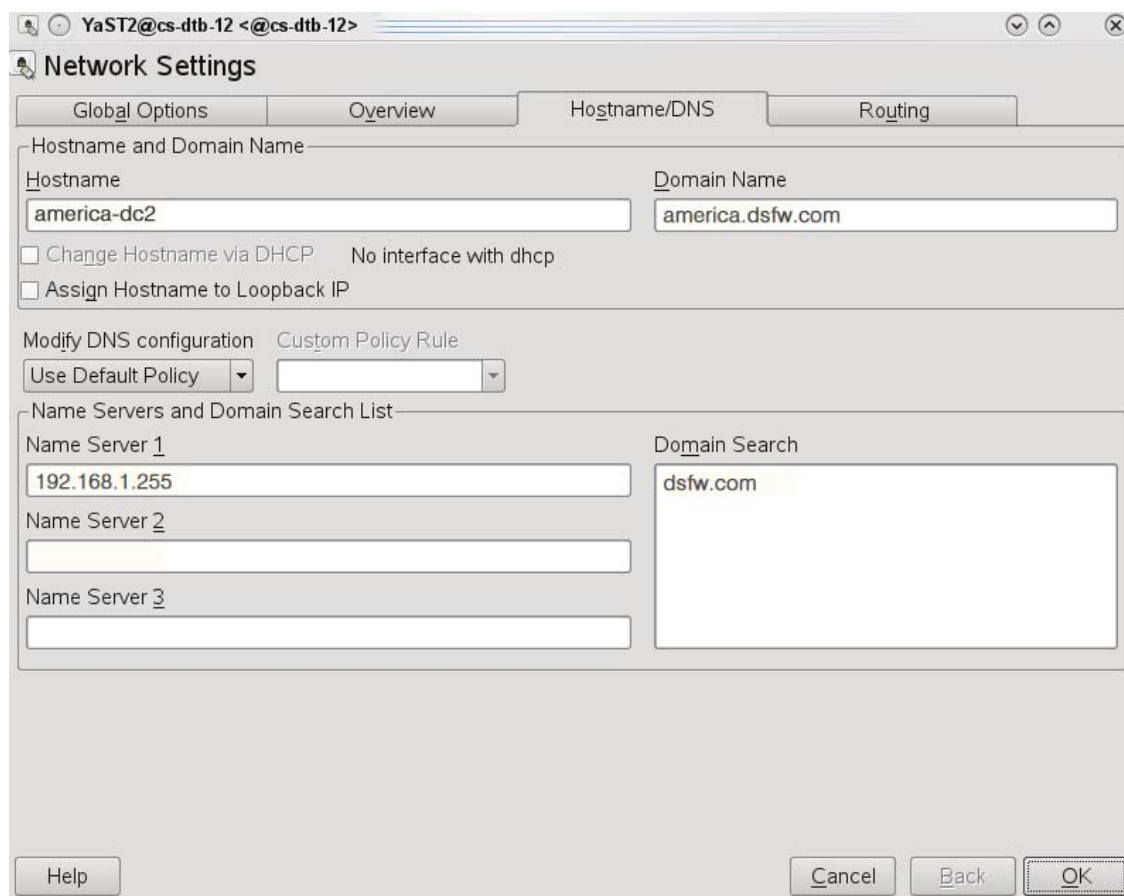 YaST2@cs-dtb-12 <@cs-dtb-12>
Network Settings
Global Options
Overview
Hostname/DNS
Routing
Hostname and Domain Name
Hostname
Domain Name
america-dc2
america.dsfw.com
Change Hostname via DHCP
No interface with dhcp
Assign Hostname to Loopback IP
Modify DNS configuration
Custom Policy Rule
Use Default Policy
Name Servers and Domain Search List
Name Server 1
Domain Search
192.168.1.255
dsfw.com
Name Server 2
Name Server 3
Help
Cancel
Back
OK